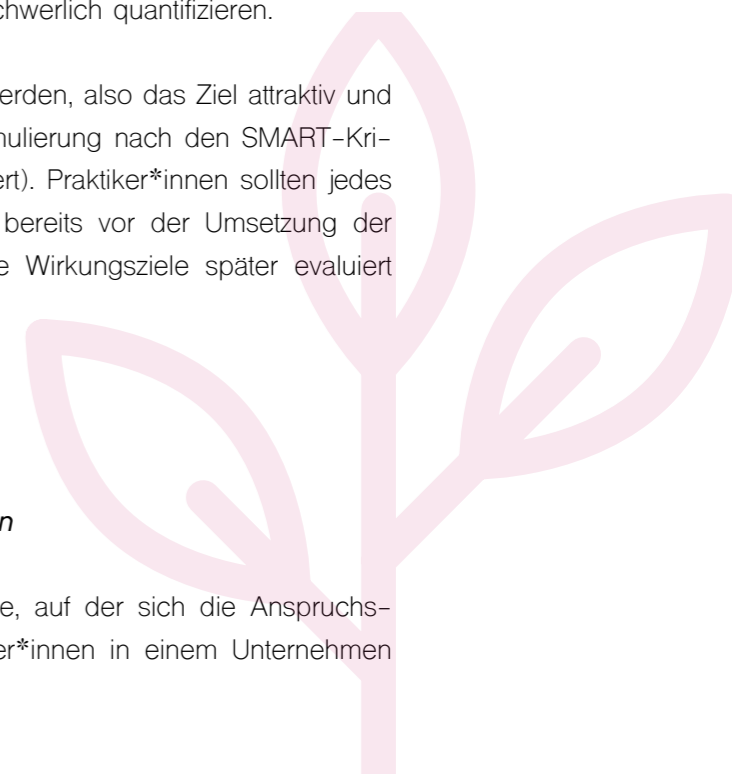 chwerlich quantifizieren.
erden, also das Ziel attraktiv und
nulierung nach den SMART-Kri-
ert). Praktiker*innen sollten jedes
bereits vor der Umsetzung der
e Wirkungsziele später evaluiert
n
e, auf der sich die Anspruchs-
er*innen in einem Unternehmen